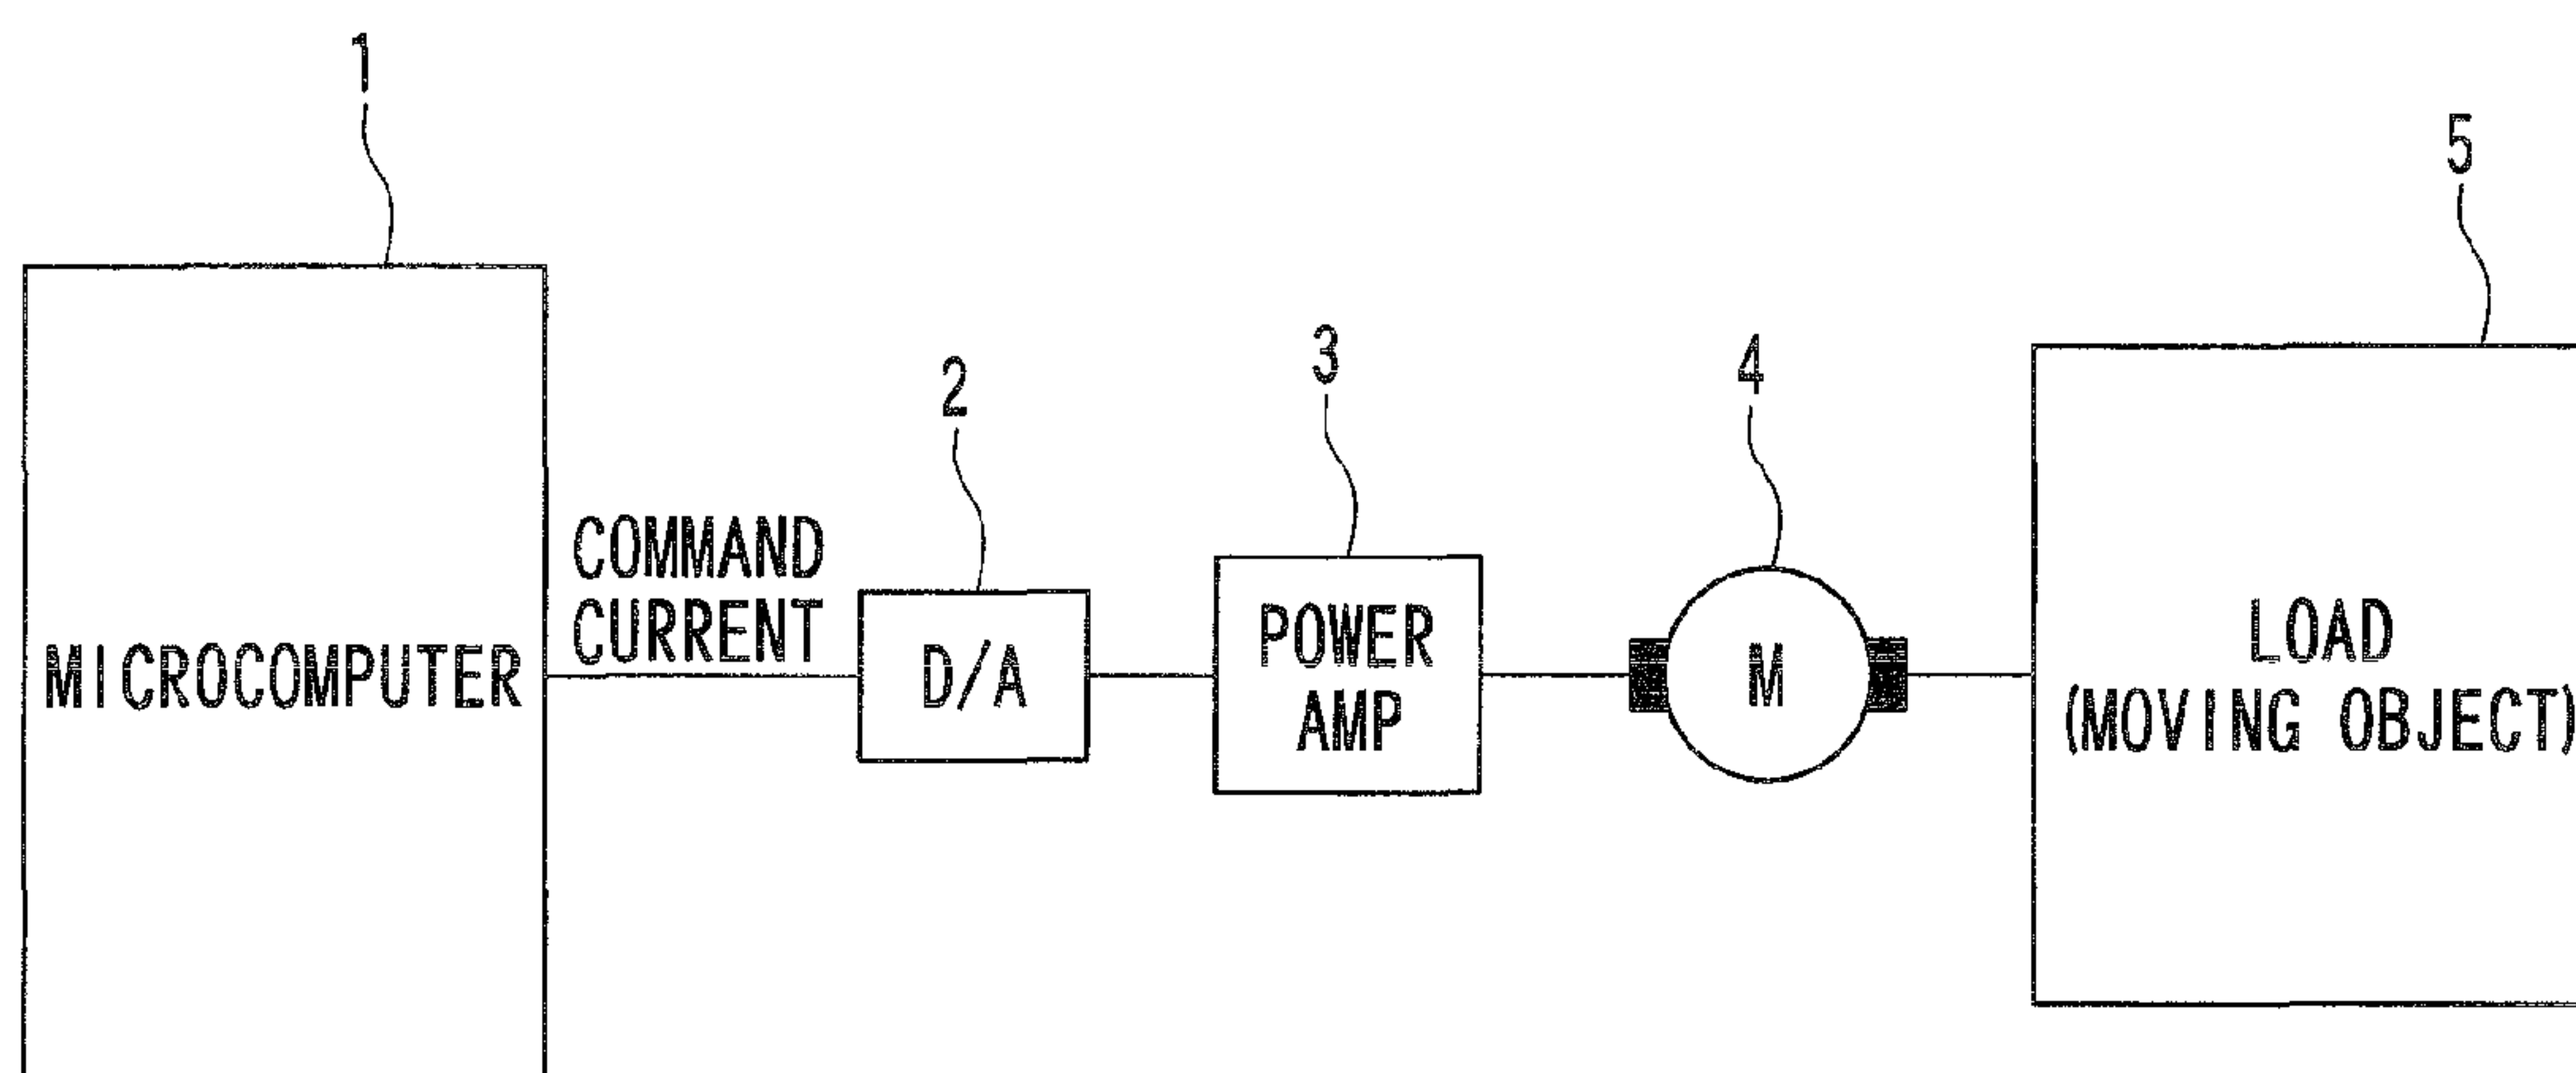 1
5
3
4
2
COMMAND
CURRENT
MICROCOMPUTER
D/A
POWER
AMP
M
LOAD
(MOVING OBJECT)